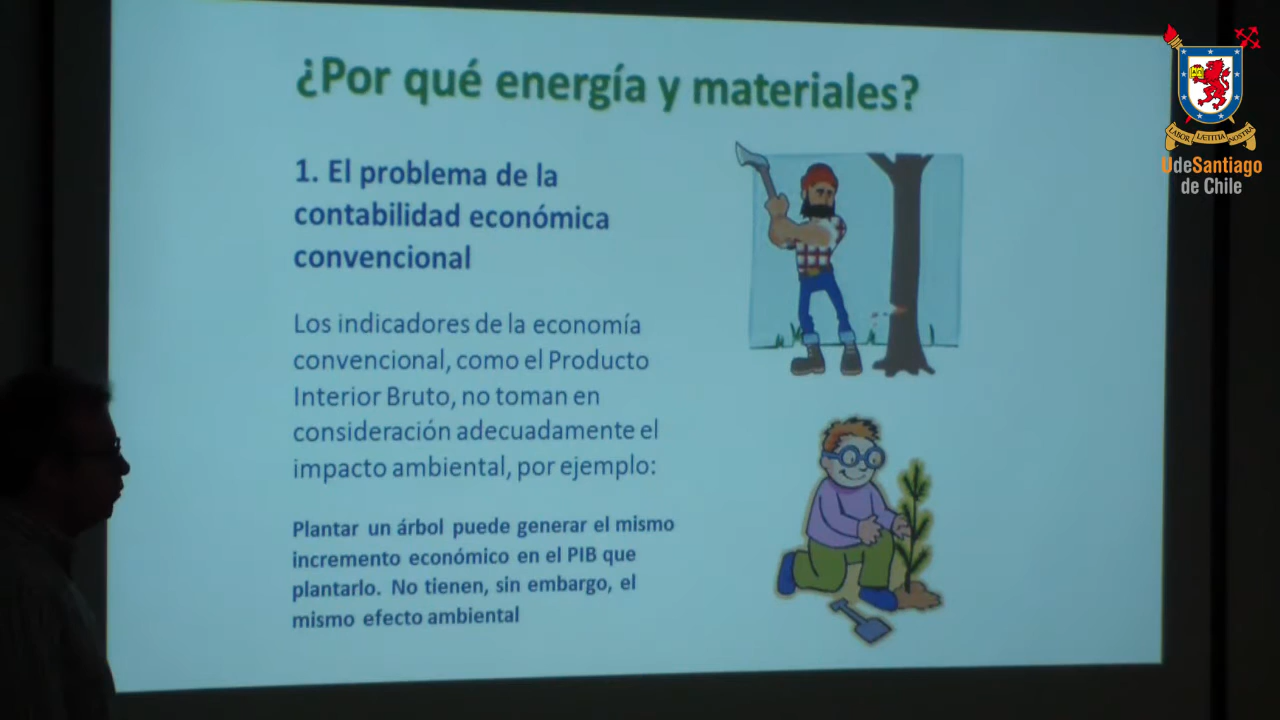 ¿Por qué energía y materiales?
1. El problema de la
contabilidad económica
convencional
Los indicadores de la economía
convencional, como el Producto
Interior Bruto, no toman en
consideración adecuadamente el
impacto ambiental, por ejemplo:
Plantar un árbol puede generar el mismo
incremento económico en el PIB que
plantarlo. No tienen, sin embargo, el
mismo efecto ambiental
LABOR LÆTITIA NOSTRA
UdeSantiago
de Chile